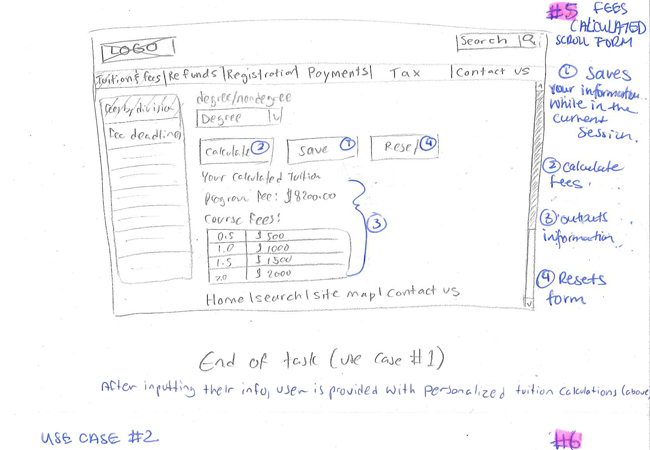 #5 FEES
CALCULATED
SCROLL FORM
LOGO
Search
Tuition & fees | Refunds | Registration | Payments | Tax | Contact us
fees by division
Fee deadlines
degree/nondegree
Degree
Calculate ②
Save ①
Reset ④
Your Calculated Tuition
Program Fee: $8200.00
Course Fees:
③
0.5 $500
1.0 $1000
1.5 $1500
2.0 $2000
Home | search | site map | contact us
① Saves
your information
while in the
current
Session.
② Calculate
Fees.
③ outputs
information
④ Resets
form
End of task (use case #1)
After inputting their info, user is provided with personalized tuition calculations (above)
USE CASE #2
#6